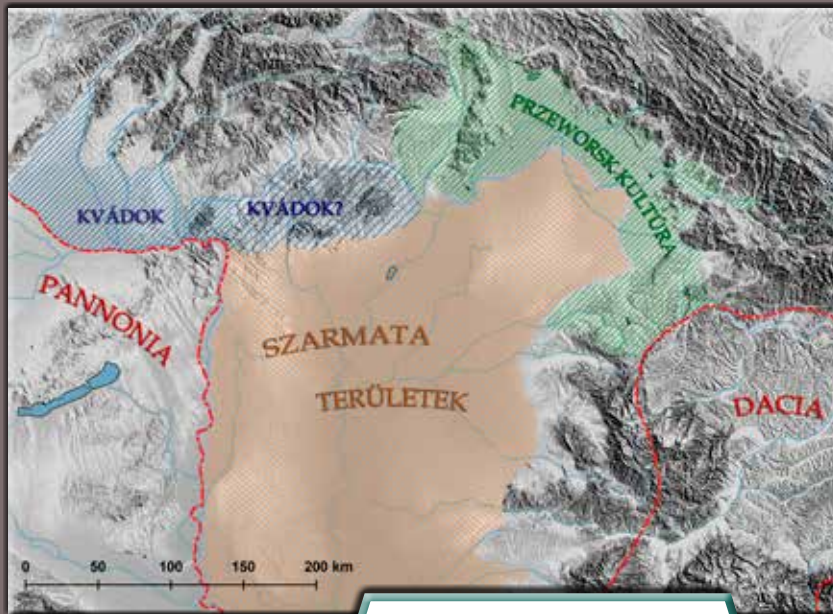 PRZEWORSK-KULTÚRA
KVÁDOK
KVÁDOK?
PANNONIA
SZARMATA
TERÜLETEK
DACIA
0 50 100 150 200 km